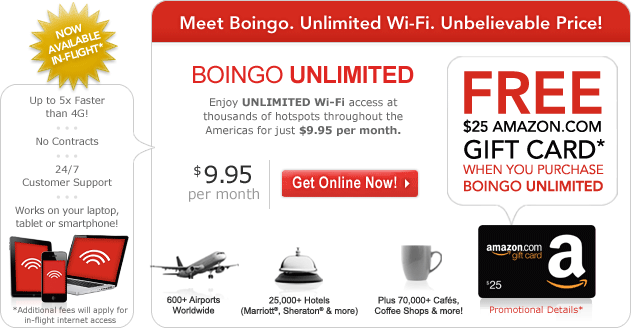 NOW
AVAILABLE
IN-FLIGHT*
Up to 5x Faster
than 4G!
No Contracts
24/7
Customer Support
Works on your laptop,
tablet or smartphone!
*Additional fees will apply for
in-flight internet access
Meet Boingo. Unlimited Wi-Fi. Unbelievable Price!
BOINGO UNLIMITED
Enjoy UNLIMITED Wi-Fi access at
thousands of hotspots throughout the
Americas for just $9.95 per month.
$9.95
per month
Get Online Now!
600+ Airports
Worldwide
25,000+ Hotels
(Marriott®, Sheraton® & more)
Plus 70,000+ Cafés,
Coffee Shops & more!
FREE
$25 AMAZON.COM
GIFT CARD*
WHEN YOU PURCHASE
BOINGO UNLIMITED
amazon.com
gift card
a
$25
Promotional Details*